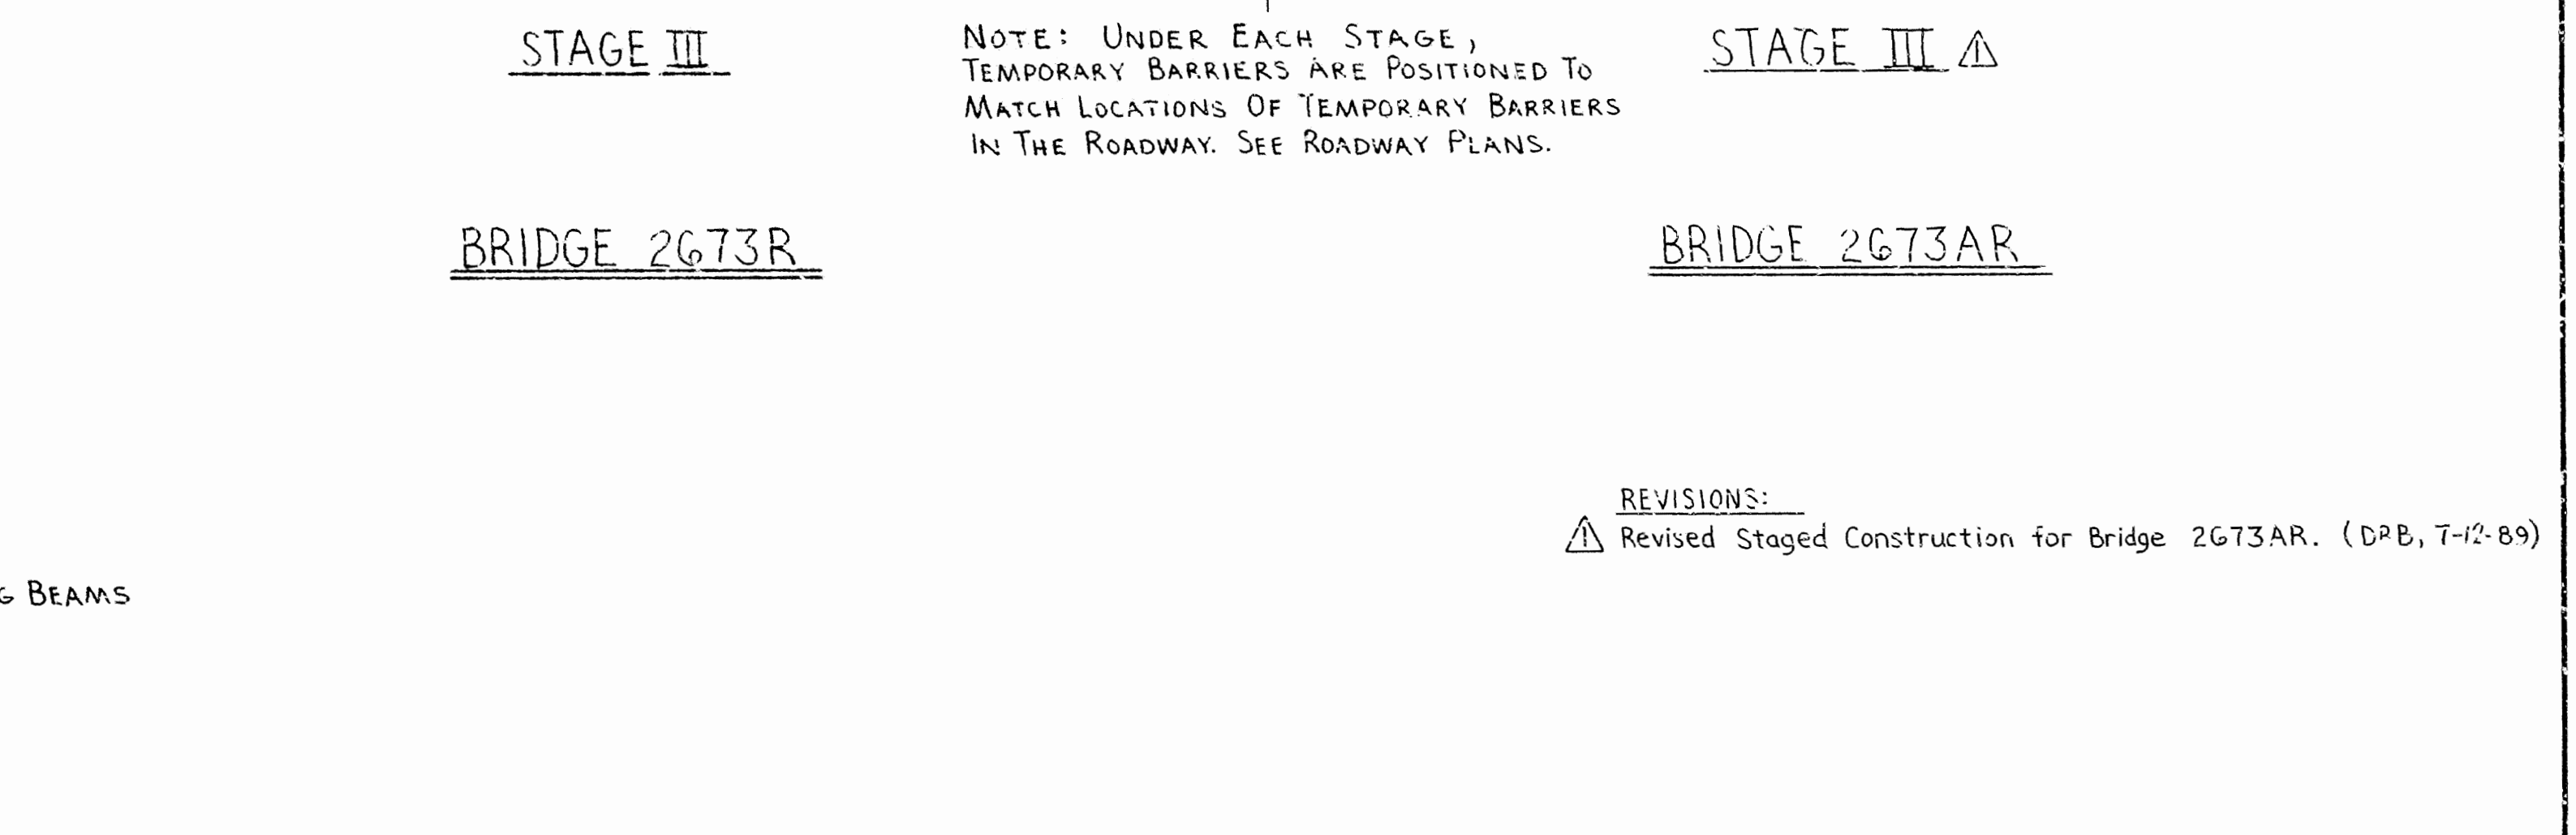 STAGE III
NOTE: UNDER EACH STAGE,
TEMPORARY BARRIERS ARE POSITIONED TO
MATCH LOCATIONS OF TEMPORARY BARRIERS
IN THE ROADWAY. SEE ROADWAY PLANS.
STAGE III 1
BRIDGE 2673R
BRIDGE 2673AR
REVISIONS:
1 Revised Staged Construction for Bridge 2673AR. (DRB, 7-12-89)
G BEAMS